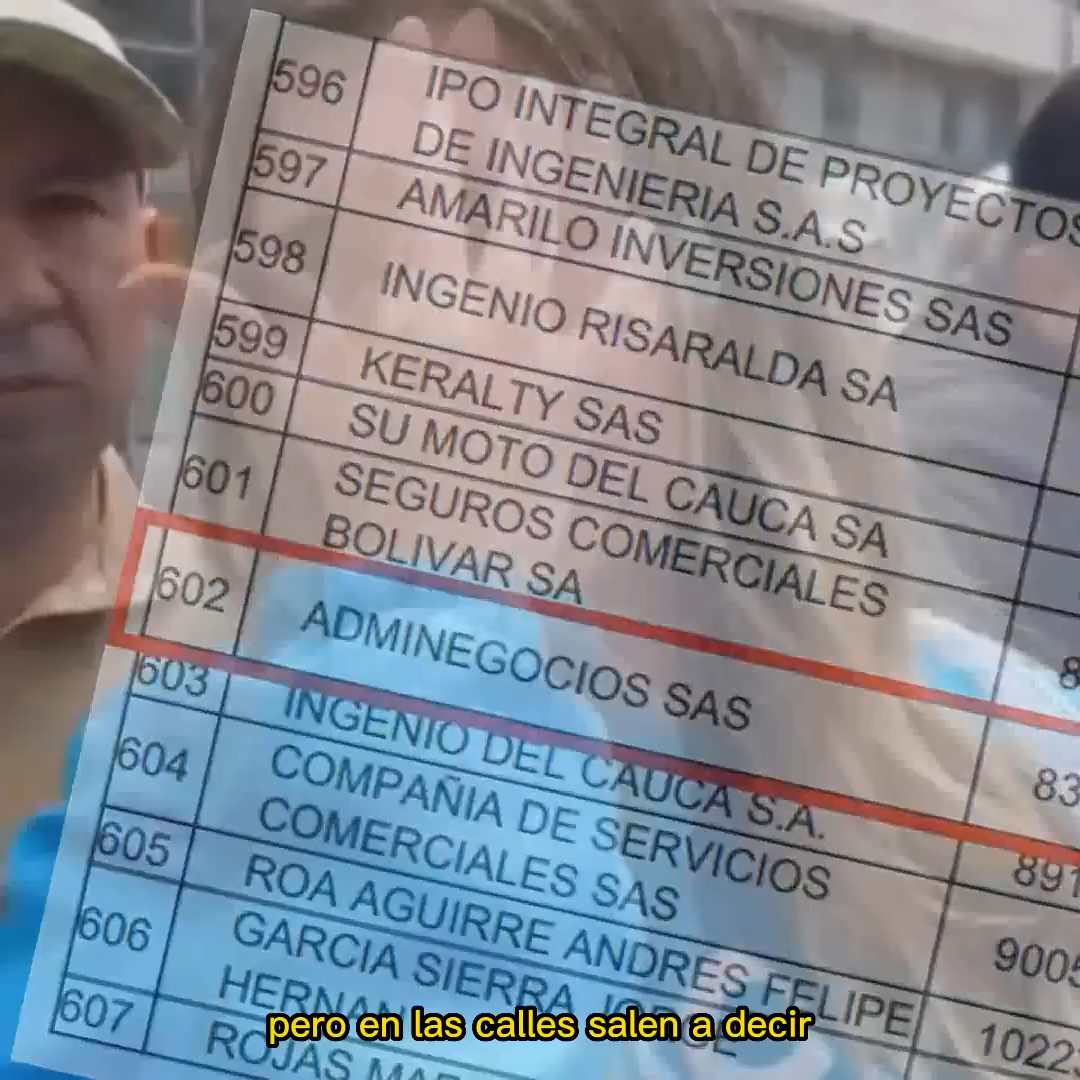 596 IPO INTEGRAL DE PROYECTOS
DE INGENIERIA S.A.S
597 AMARILO INVERSIONES SAS
598 INGENIO RISARALDA SA
599 KERALTY SAS
600 SU MOTO DEL CAUCA SA
601 SEGUROS COMERCIALES
BOLIVAR SA 8
602 ADMINEGOCIOS SAS 83
603 INGENIO DEL CAUCA S.A. 891
604 COMPAÑIA DE SERVICIOS
COMERCIALES SAS 9005
605 ROA AGUIRRE ANDRES FELIPE 1022
606 GARCIA SIERRA JORGE
607 ROJAS
pero en las calles salen a decir